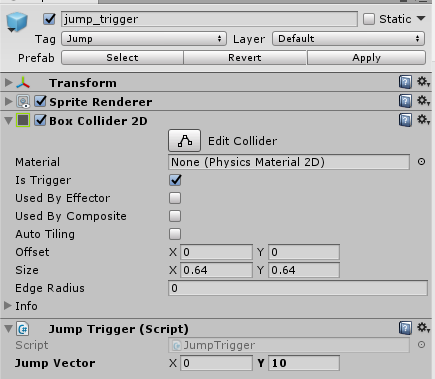 jump_trigger Static
Tag Jump Layer Default
Prefab Select Revert Apply
Transform
Sprite Renderer
Box Collider 2D
Edit Collider
Material None (Physics Material 2D)
Is Trigger
Used By Effector
Used By Composite
Auto Tiling
Offset X 0 Y 0
Size X 0.64 Y 0.64
Edge Radius 0
Info
Jump Trigger (Script)
Script JumpTrigger
Jump Vector X 0 Y 10